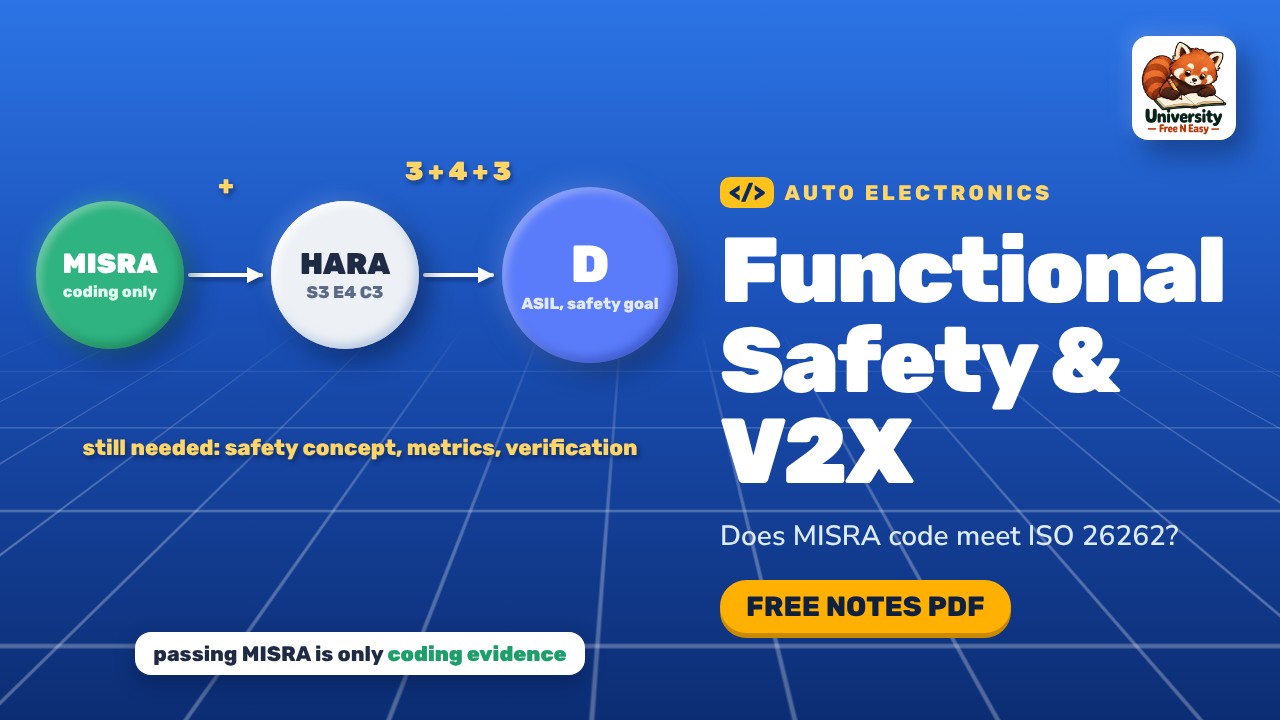 University
Free N Easy
+
3 + 4 + 3
MISRA
coding only
HARA
S3 E4 C3
D
ASIL, safety goal
still needed: safety concept, metrics, verification
passing MISRA is only coding evidence
</> AUTO ELECTRONICS
Functional
Safety &
V2X
Does MISRA code meet ISO 26262?
FREE NOTES PDF